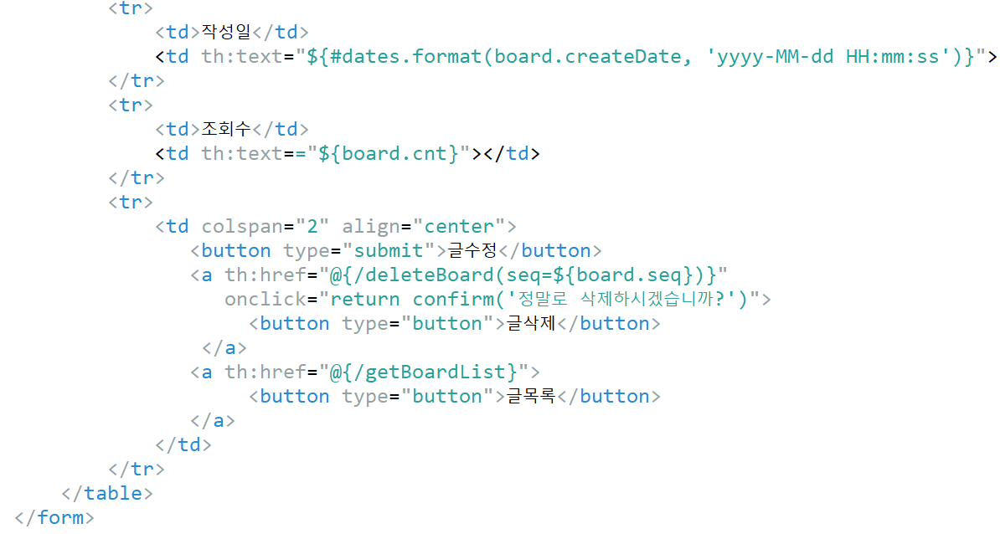 <tr>
<td>작성일</td>
<td th:text="${#dates.format(board.createDate, 'yyyy-MM-dd HH:mm:ss')}">
</tr>
<tr>
<td>조회수</td>
<td th:text=="${board.cnt}"></td>
</tr>
<tr>
<td colspan="2" align="center">
<button type="submit">글수정</button>
<a th:href="@{/deleteBoard(seq=${board.seq})}"
onclick="return confirm('정말로 삭제하시겠습니까?')">
<button type="button">글삭제</button>
</a>
<a th:href="@{/getBoardList}">
<button type="button">글목록</button>
</a>
</td>
</tr>
</table>
</form>